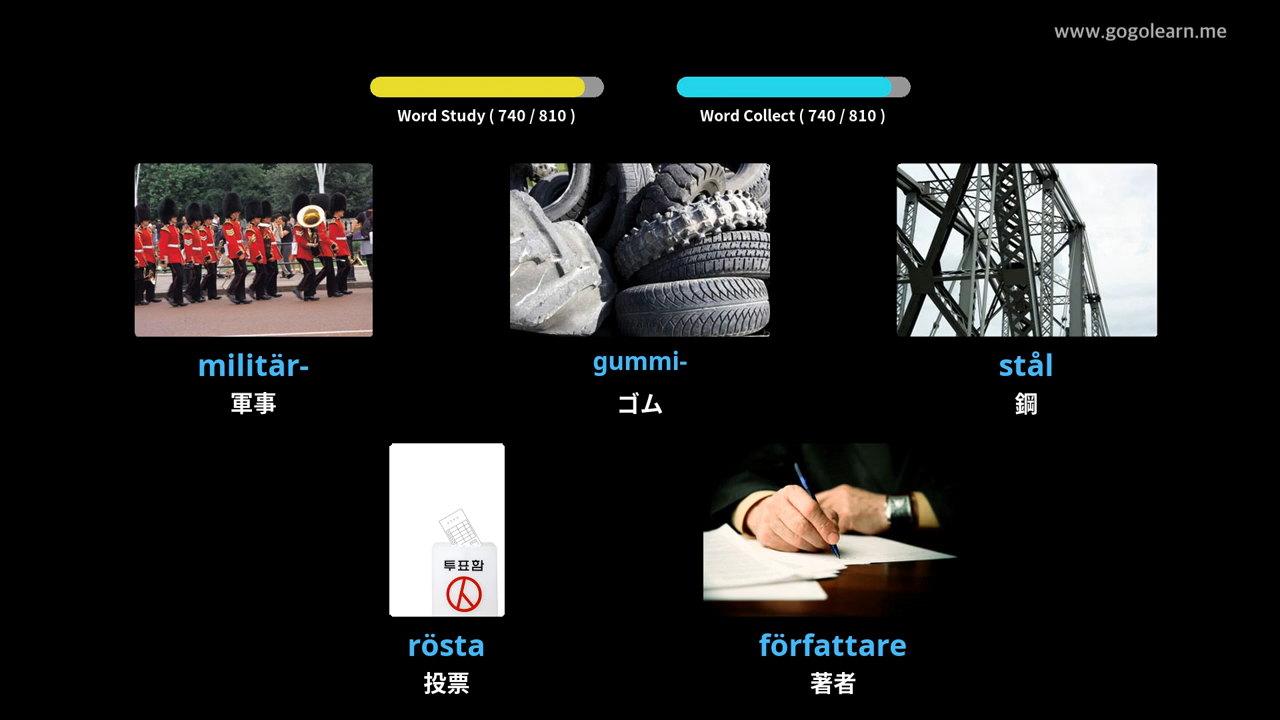 www.gogolearn.me
Word Study ( 740 / 810 )
Word Collect ( 740 / 810 )
militär-
軍事
gummi-
ゴム
stål
鋼
투표함
rösta
投票
författare
著者